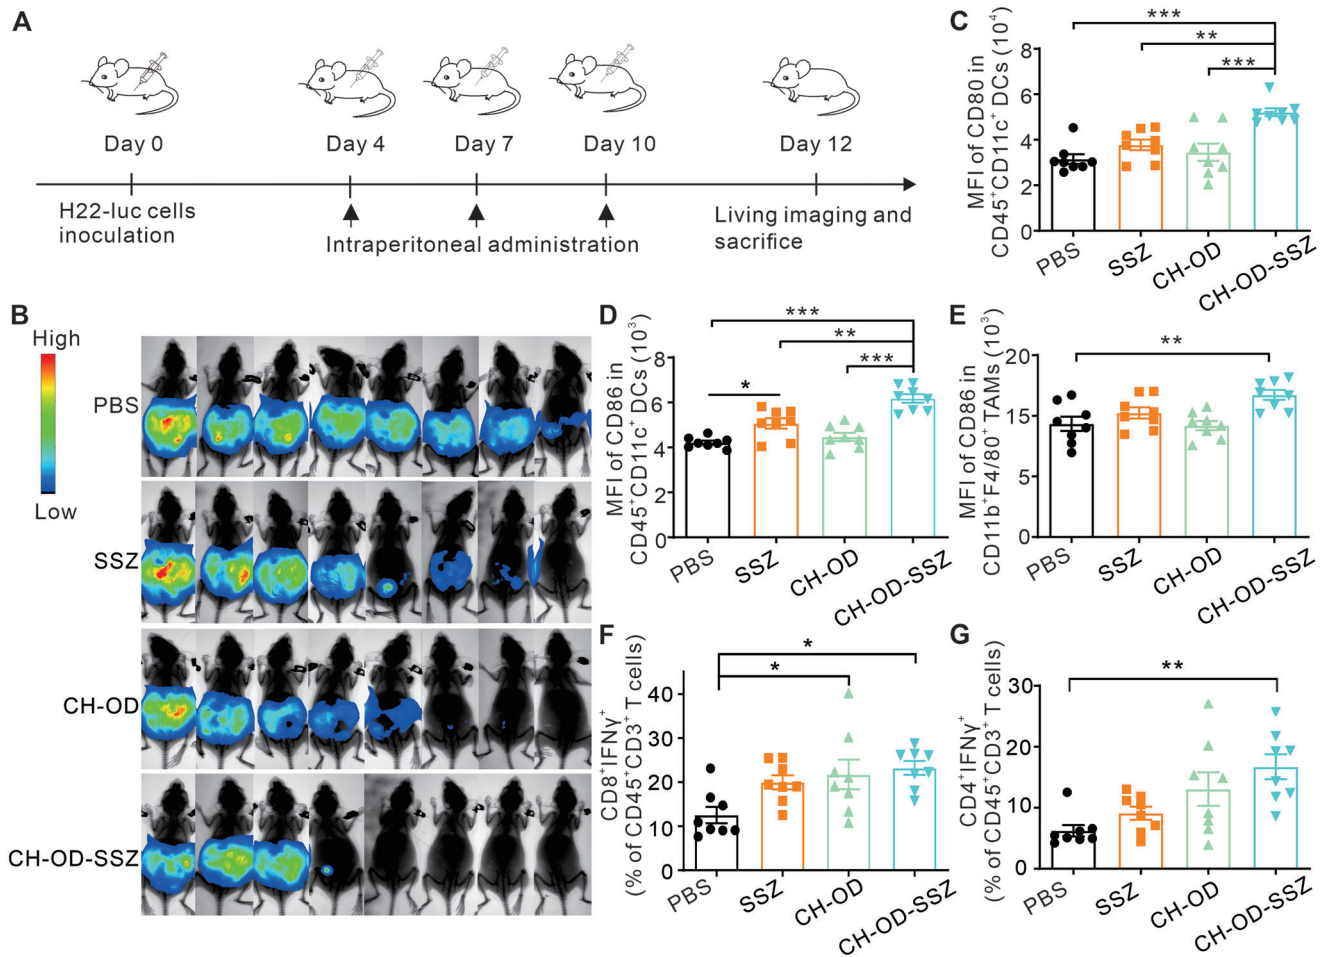 A
Day 0
Day 4
Day 7
Day 10
Day 12
H22-luc cells
inoculation
Intraperitoneal administration
Living imaging and
sacrifice
B
High
Low
PBS
SSZ
CH-OD
CH-OD-SSZ
C
MFI of CD80 in
CD45⁺CD11c⁺ DCs (10⁴)
***
**
***
8
6
4
2
0
PBS
SSZ
CH-OD
CH-OD-SSZ
D
MFI of CD86 in
CD45⁺CD11c⁺ DCs (10³)
***
**
***
*
8
6
4
2
0
PBS
SSZ
CH-OD
CH-OD-SSZ
E
MFI of CD86 in
CD11b⁺F4/80⁺ TAMs (10³)
**
20
15
5
0
PBS
SSZ
CH-OD
CH-OD-SSZ
F
CD8⁺IFNγ⁺
(% of CD45⁺CD3⁺ T cells)
*
*
40
30
20
10
0
PBS
SSZ
CH-OD
CH-OD-SSZ
G
CD4⁺IFNγ⁺
(% of CD45⁺CD3⁺ T cells)
**
30
20
10
0
PBS
SSZ
CH-OD
CH-OD-SSZ